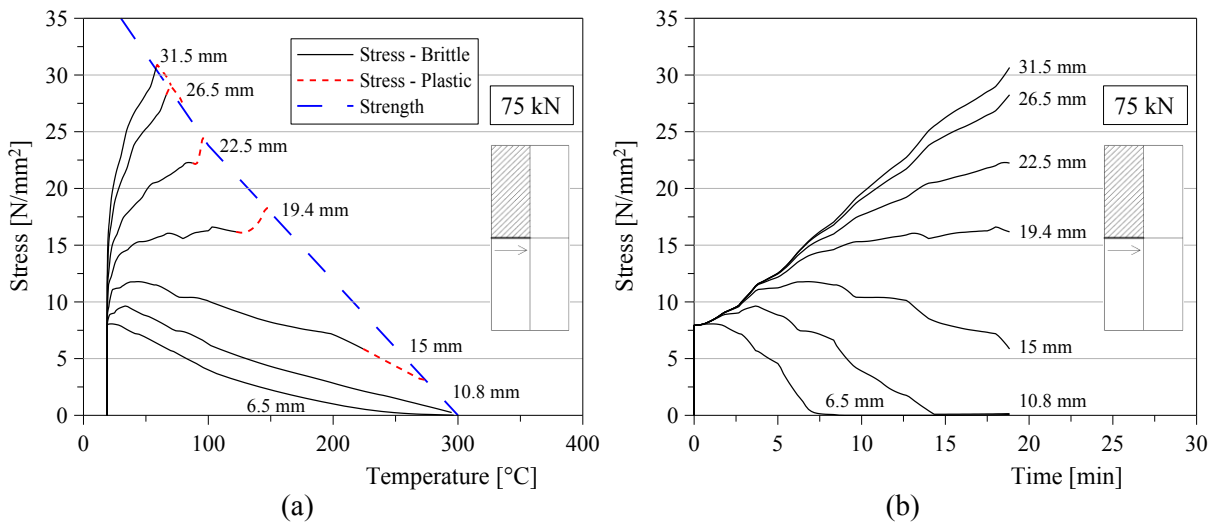 35
30
25
20
15
10
5
0
Stress [N/mm²]
0
100
200
300
400
Temperature [°C]
31.5 mm
26.5 mm
22.5 mm
19.4 mm
15 mm
10.8 mm
6.5 mm
Stress - Brittle
Stress - Plastic
Strength
75 kN
(a)
35
30
25
20
15
10
5
0
Stress [N/mm²]
0
5
10
15
20
25
30
Time [min]
31.5 mm
26.5 mm
22.5 mm
19.4 mm
15 mm
10.8 mm
6.5 mm
75 kN
(b)